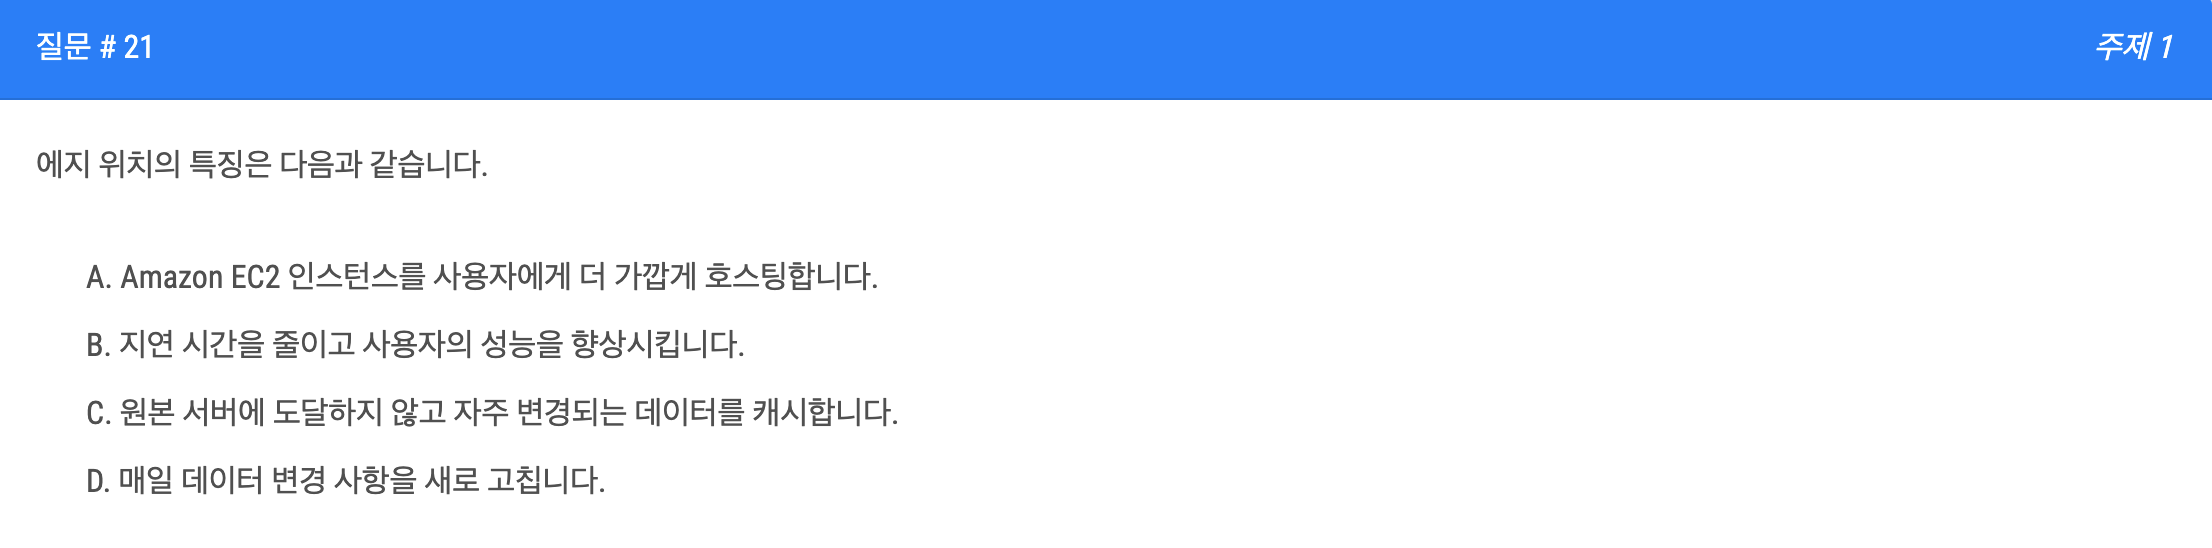 질문 # 21
주제 1
에지 위치의 특징은 다음과 같습니다.
A. Amazon EC2 인스턴스를 사용자에게 더 가깝게 호스팅합니다.
B. 지연 시간을 줄이고 사용자의 성능을 향상시킵니다.
C. 원본 서버에 도달하지 않고 자주 변경되는 데이터를 캐시합니다.
D. 매일 데이터 변경 사항을 새로 고칩니다.